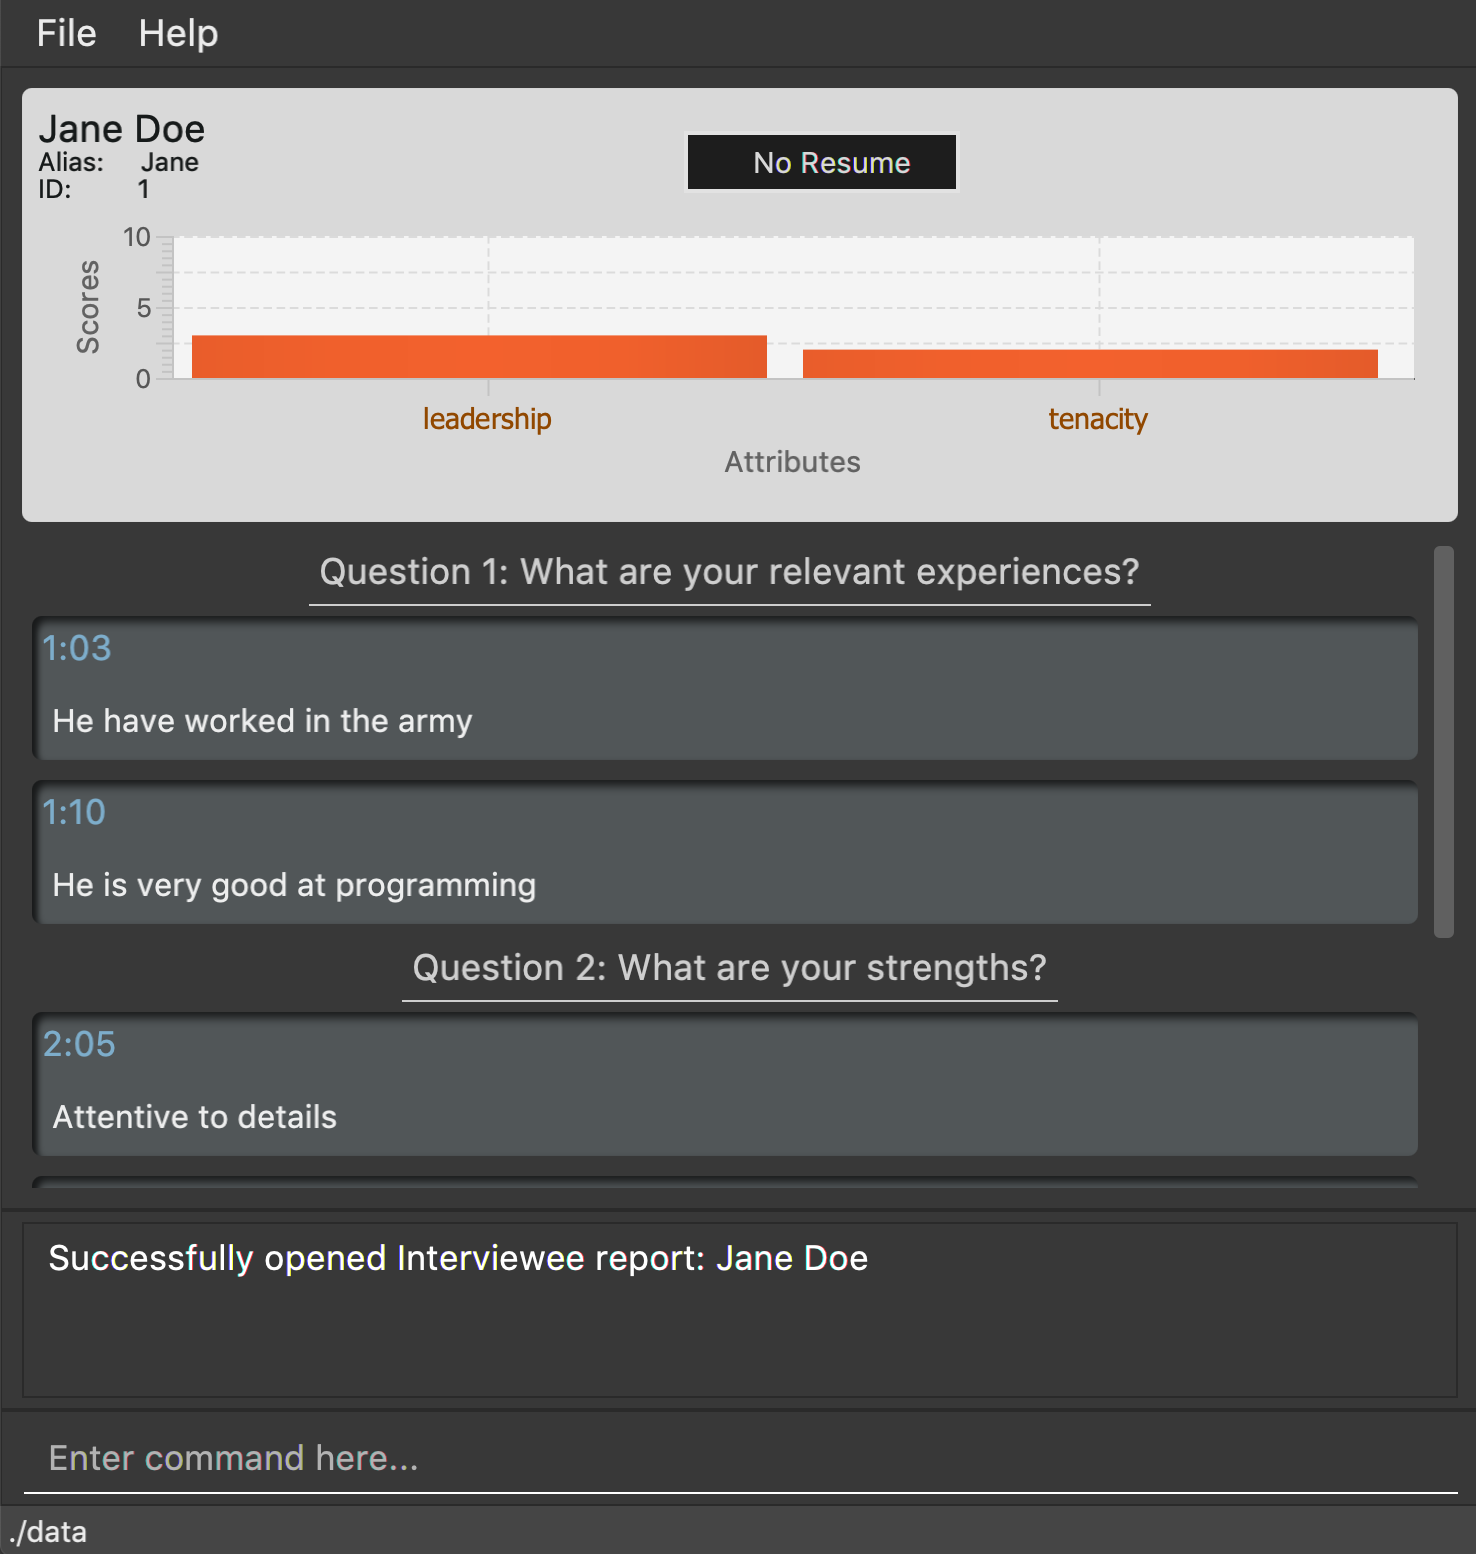 File Help
Jane Doe
Alias: Jane
ID: 1
No Resume
10
5
0
Scores
leadership tenacity
Attributes
Question 1: What are your relevant experiences?
1:03
He have worked in the army
1:10
He is very good at programming
Question 2: What are your strengths?
2:05
Attentive to details
Successfully opened Interviewee report: Jane Doe
Enter command here...
./data